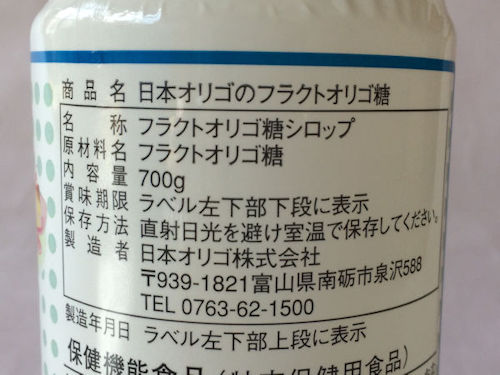 商品名 日本オリゴのフラクトオリゴ糖
名称 フラクトオリゴ糖シロップ
原材料名 フラクトオリゴ糖
内容量 700g
賞味期限 ラベル左下部下段に表示
保存方法 直射日光を避け室温で保存してください。
製造者 日本オリゴ株式会社
〒939-1821富山県南砺市泉沢588
TEL 0763-62-1500
製造年月日 ラベル左下部上段に表示
保健機能食品(特定保健用食品)